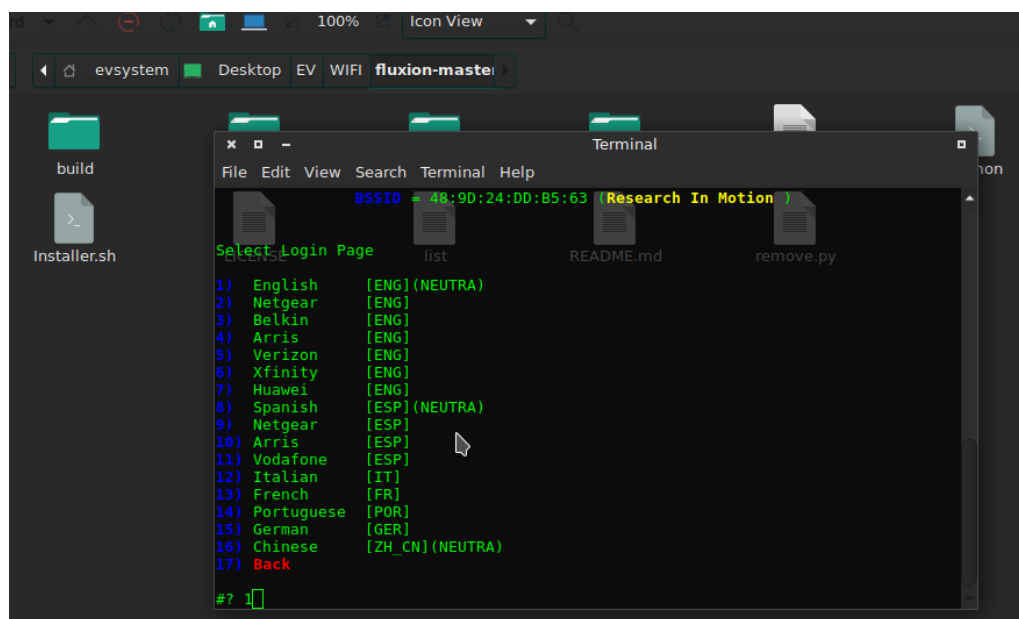 100% Icon View
evsystem Desktop EV WIFI fluxion-maste
Terminal
build
File Edit View Search Terminal Help
BSSID = 48:9D:24:DD:B5:63 (Research In Motion )
Installer.sh
LICENSE list README.md remove.py
Select Login Page
1) English [ENG](NEUTRA)
2) Netgear [ENG]
3) Belkin [ENG]
4) Arris [ENG]
5) Verizon [ENG]
6) Xfinity [ENG]
7) Huawei [ENG]
8) Spanish [ESP](NEUTRA)
9) Netgear [ESP]
10) Arris [ESP]
11) Vodafone [ESP]
12) Italian [IT]
13) French [FR]
14) Portuguese [POR]
15) German [GER]
16) Chinese [ZH_CN](NEUTRA)
17) Back
#? 1